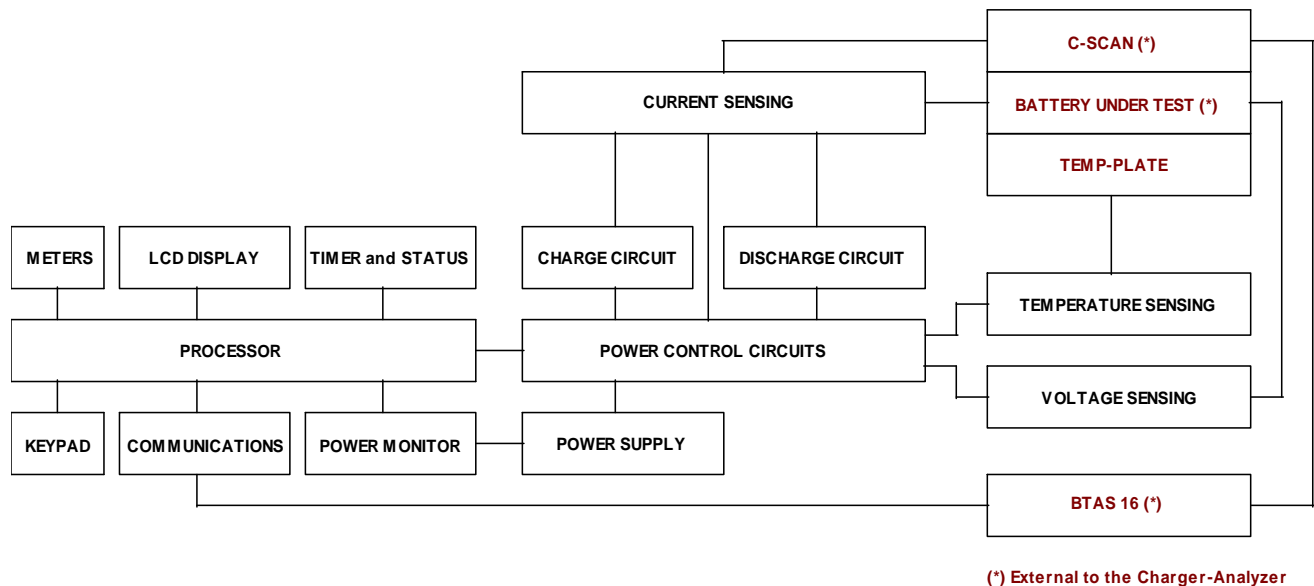 C-SCAN (*)
CURRENT SENSING
BATTERY UNDER TEST (*)
TEMP-PLATE
METERS
LCD DISPLAY
TIMER and STATUS
CHARGE CIRCUIT
DISCHARGE CIRCUIT
TEMPERATURE SENSING
PROCESSOR
POWER CONTROL CIRCUITS
VOLTAGE SENSING
KEYPAD
COMMUNICATIONS
POWER MONITOR
POWER SUPPLY
BTAS 16 (*)
(*) External to the Charger-Analyzer